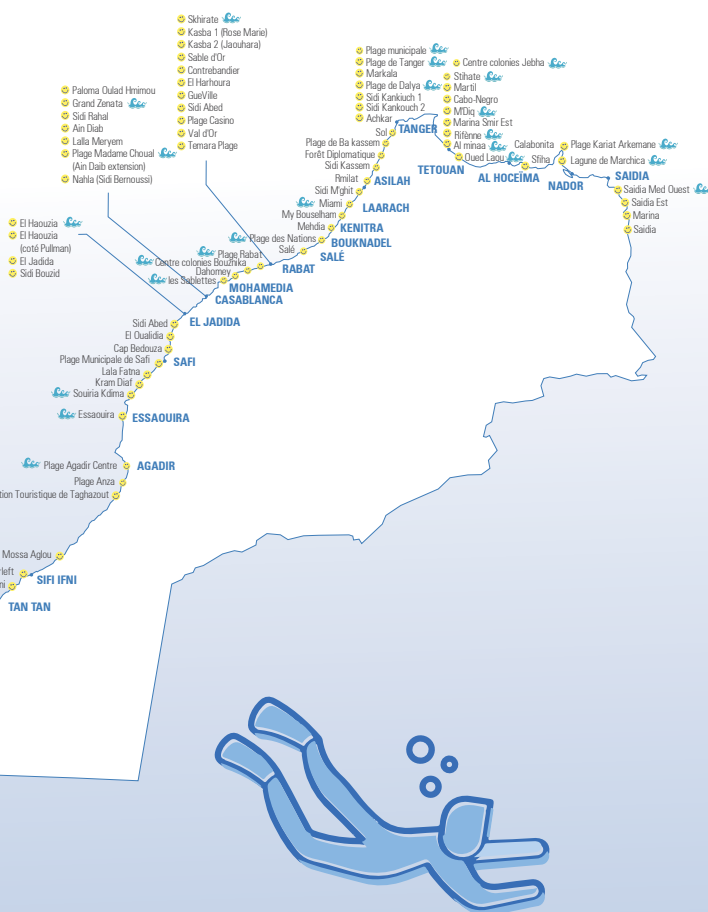 Skhirate
Kasba 1 (Rose Marie)
Kasba 2 (Jaouhara)
Sable d'Or
Contrebandier
El Harhoura
GueVille
Sidi Abed
Plage Casino
Val d'Or
Temara Plage
Paloma Oulad Hmimou
Grand Zenata
Sidi Rahal
Ain Diab
Lalla Meryem
Plage Madame Choual
(Ain Daib extension)
Nahla (Sidi Bernoussi)
El Haouzia
El Haouzia
(coté Pullman)
El Jadida
Sidi Bouzid
Plage municipale
Plage de Tanger
Markala
Plage de Dalya
Sidi Kankiuch 1
Sidi Kankouch 2
Achkar
Sol
TANGER
Centre colonies Jebha
Stihate
Martil
Cabo-Negro
M'Diq
Marina Smir Est
Rifènne
Al minaa
Oued Laou
TETOUAN
Calabonita
Sfiha
AL HOCEÏMA
Plage Kariat Arkemane
Lagune de Marchica
NADOR
SAIDIA
Saidia Med Ouest
Saidia Est
Marina
Saidia
Plage de Ba kassem
Forêt Diplomatique
Sidi Kassem
Rmilat
ASILAH
Sidi M'ghit
Miami
LAARACH
My Bouselham
Mehdia
KENITRA
Plage des Nations
BOUKNADEL
Salé
SALÉ
Plage Rabat
RABAT
Centre colonies Bouznika
Dahomey
les Sablettes
MOHAMEDIA
CASABLANCA
EL JADIDA
Sidi Abed
El Oualidia
Cap Bedouza
Plage Municipale de Safi
SAFI
Lala Fatna
Kram Diaf
Souiria Kdima
Essaouira
ESSAOUIRA
Plage Agadir Centre
AGADIR
Plage Anza
tion Touristique de Taghazout
Mossa Aglou
rleft
SIFI IFNI
ni
TAN TAN